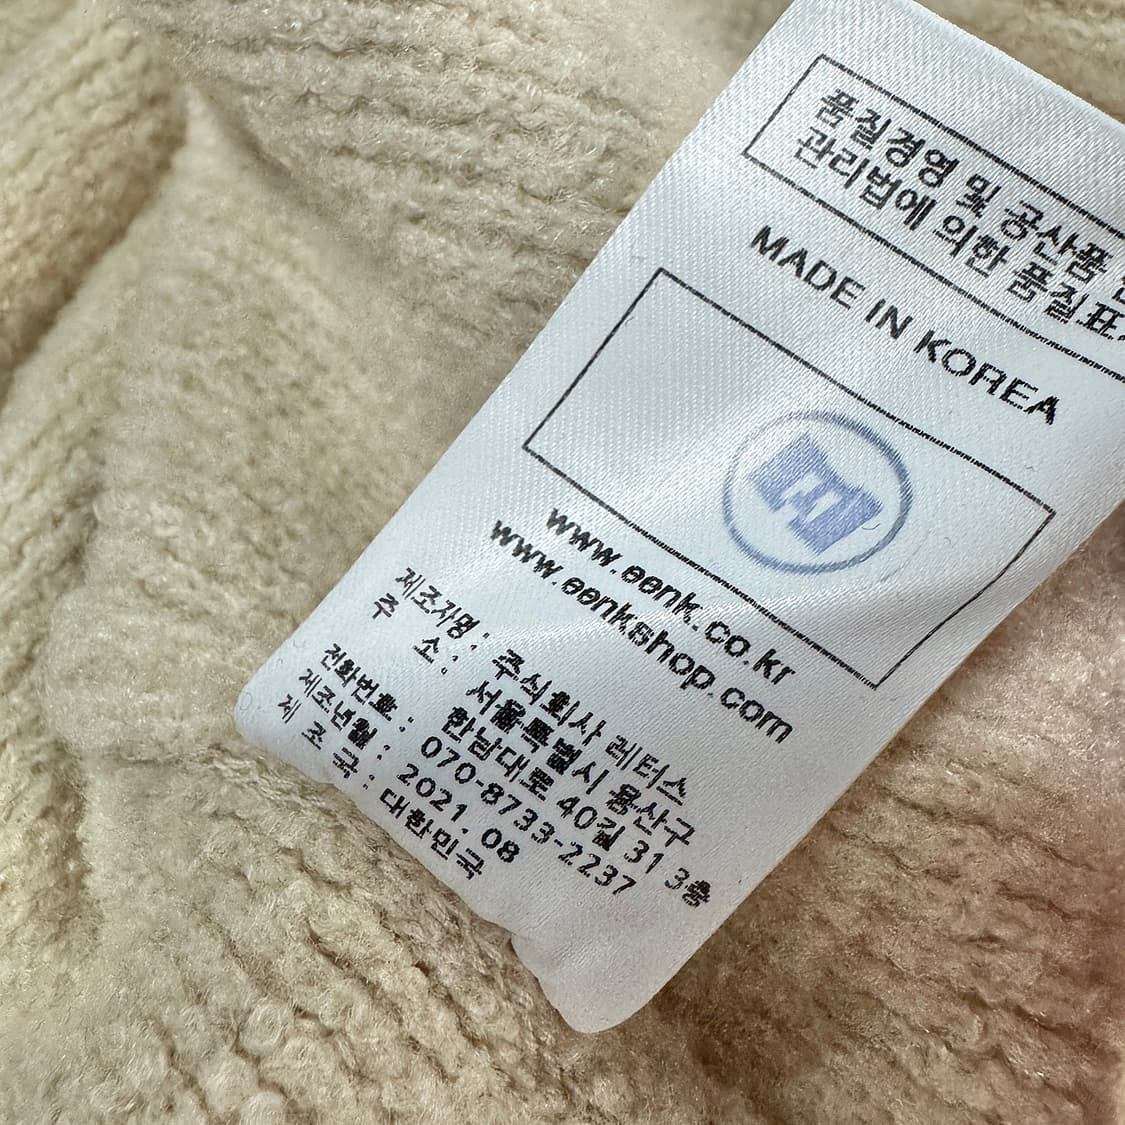 품질경영 및 공산품
관리법에 의한 품질표
MADE IN KOREA
www.eenk.co.kr
www.eenkshop.com
제조자명 : 주식회사 레터스
주 소 : 서울특별시 용산구
한남대로 40길 31 3층
전화번호 : 070-8733-2237
제조년월 : 2021. 08
제 조 국 : 대한민국